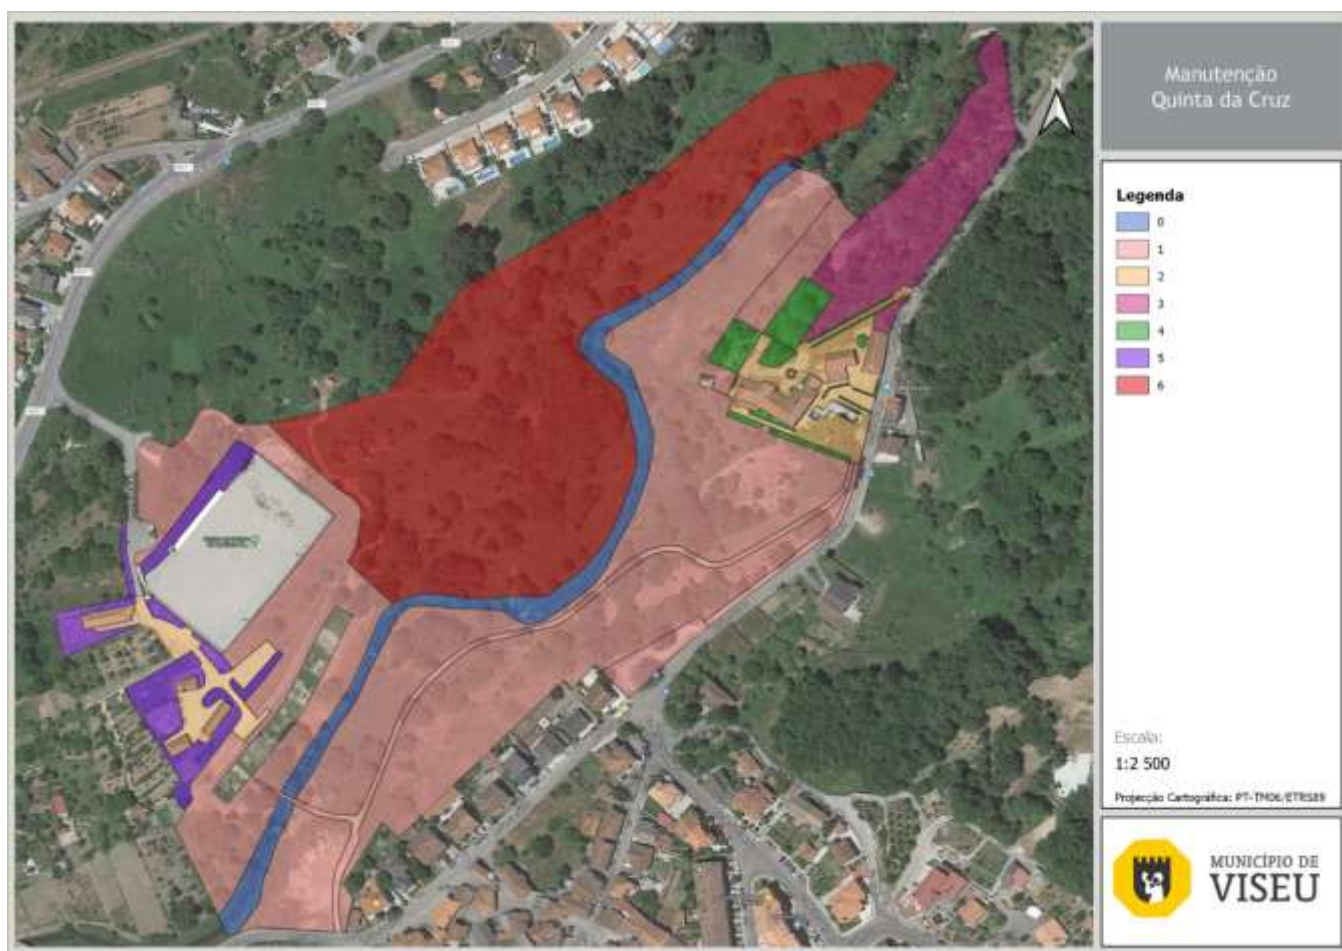 Manutenção
Quinta da Cruz
Legenda
0
1
2
3
4
5
6
Escala:
1:2 500
Projecção Cartográfica: PT-TM06/ETRS89
MUNICÍPIO DE
VISEU